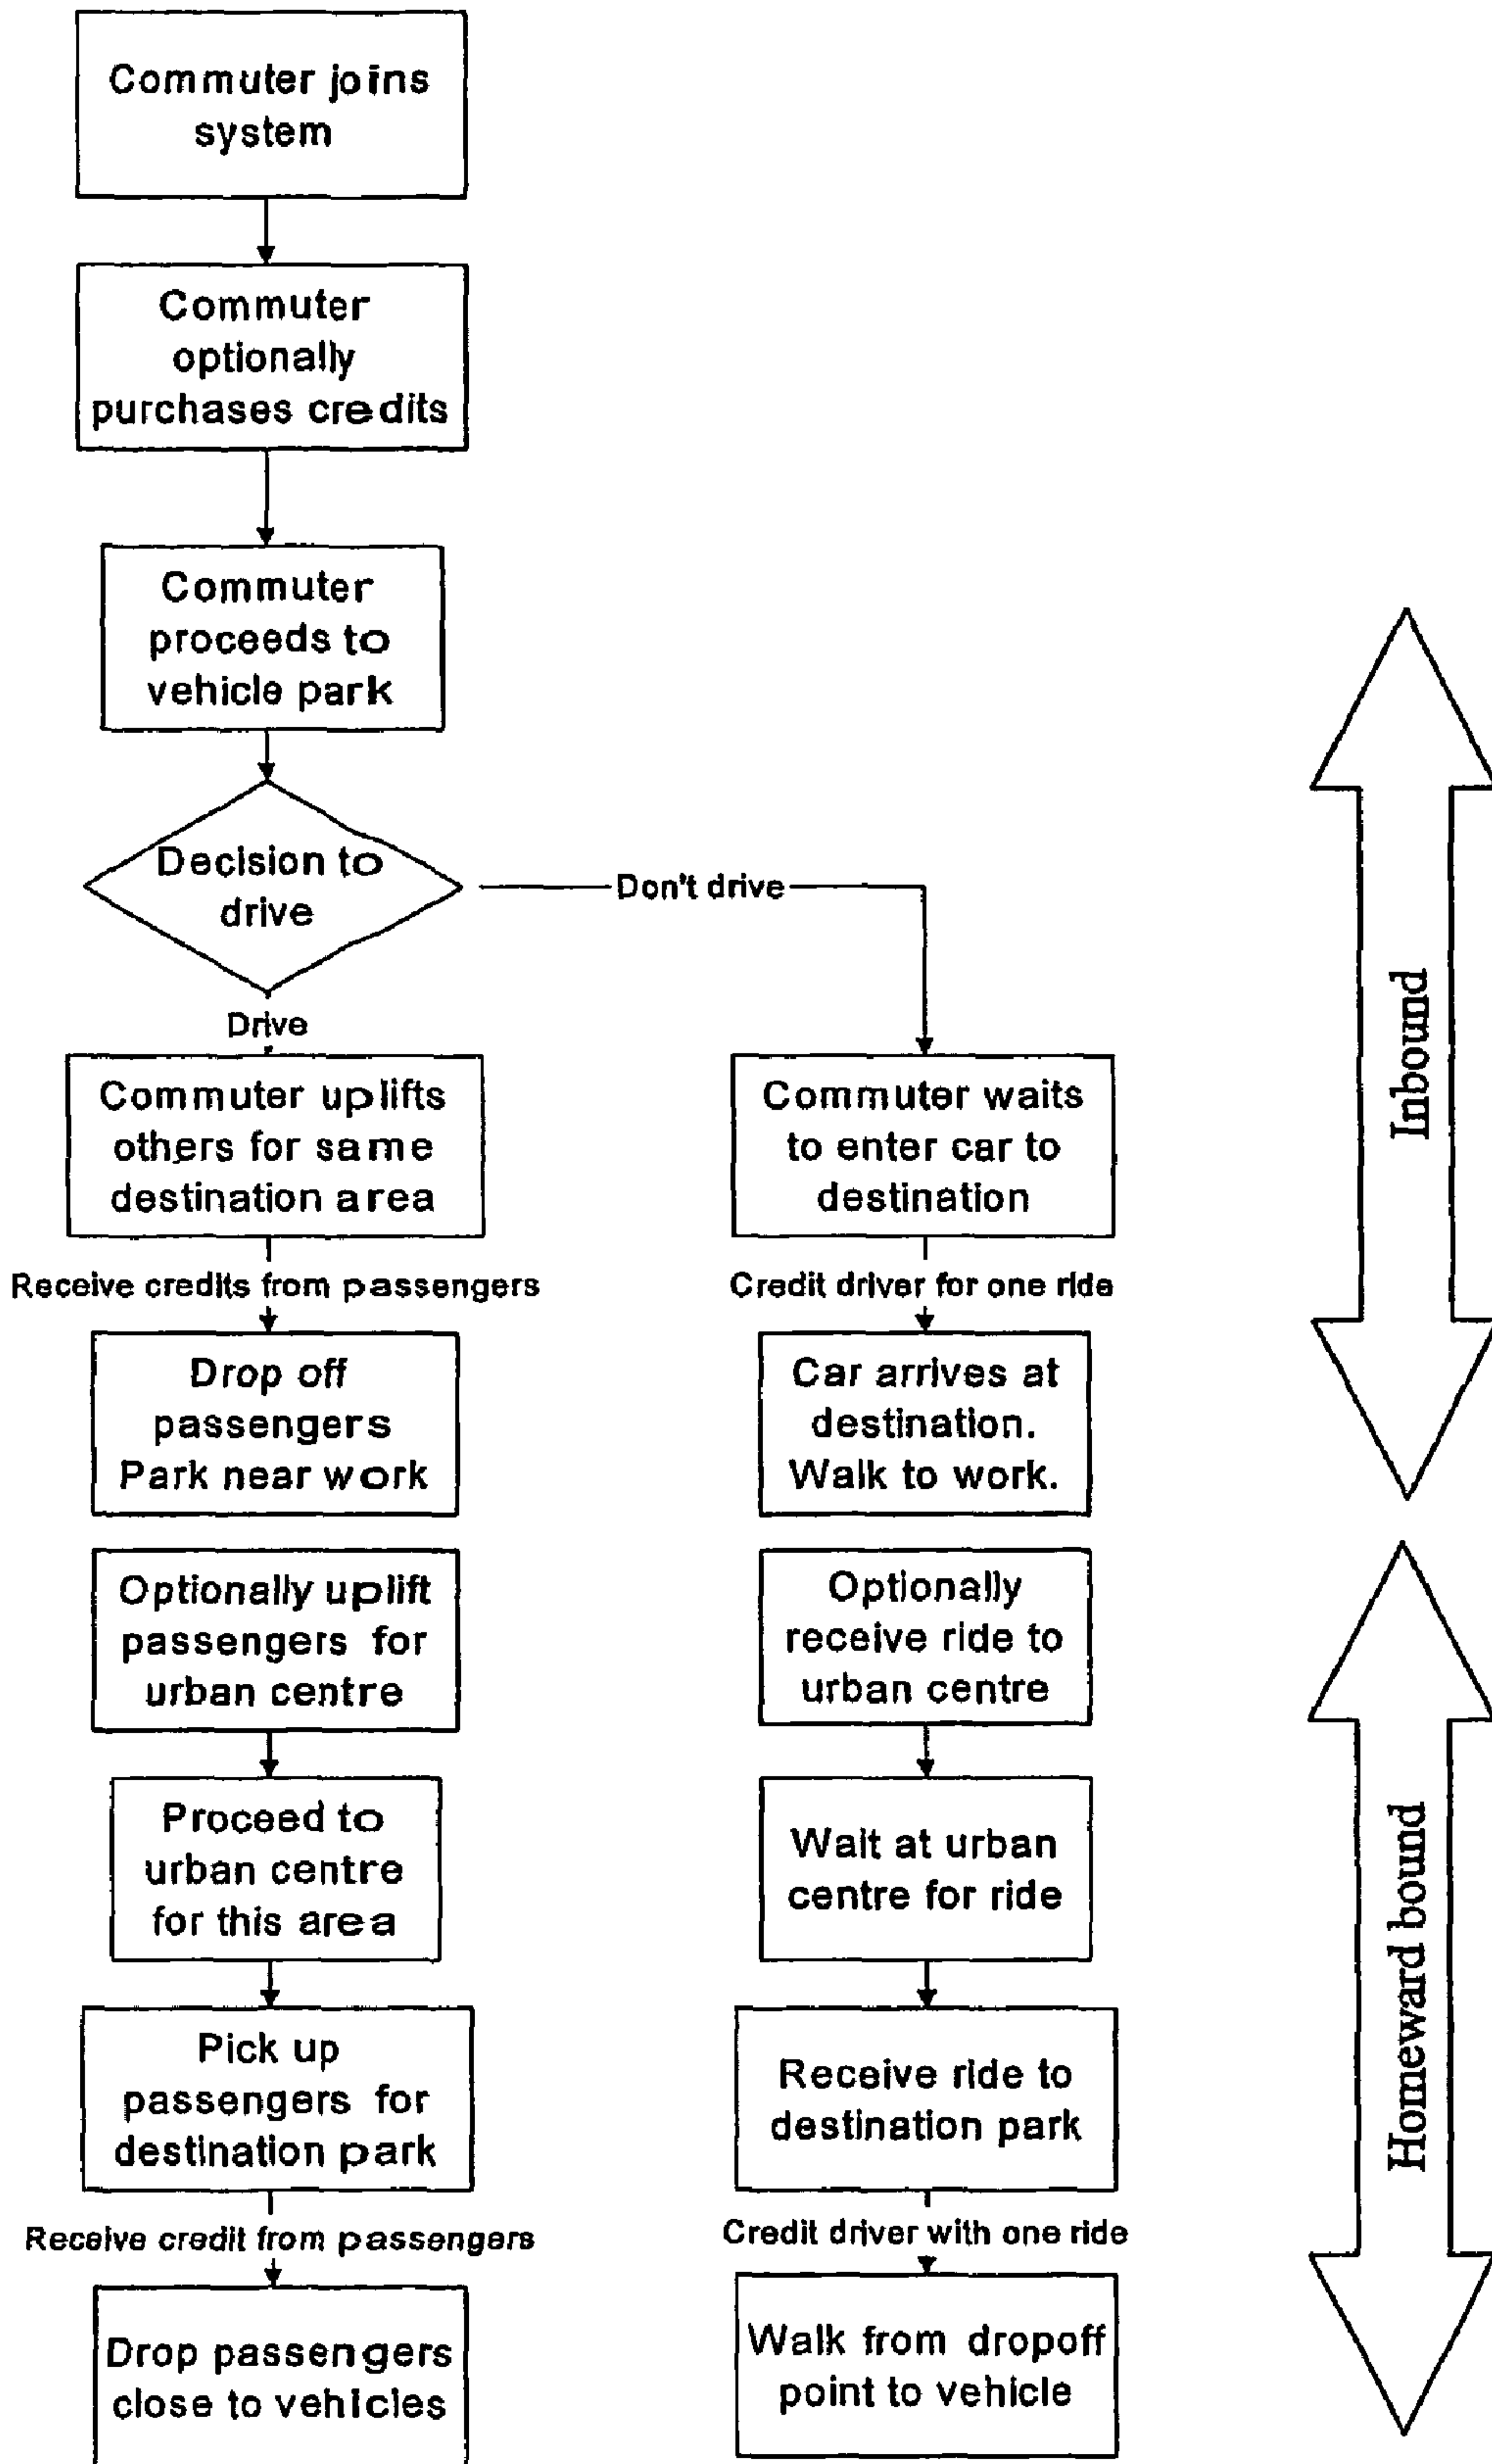 Commuter joins
system
Commuter
optionally
purchases credits
Commuter
proceeds to
vehicle park
Decision to
drive
Don't drive
Drive
Commuter uplifts
others for same
destination area
Commuter waits
to enter car to
destination
Receive credits from passengers
Credit driver for one ride
Drop off
passengers
Park near work
Car arrives at
destination.
Walk to work.
Inbound
Optionally uplift
passengers for
urban centre
Optionally
receive ride to
urban centre
Proceed to
urban centre
for this area
Wait at urban
centre for ride
Pick up
passengers for
destination park
Receive ride to
destination park
Receive credit from passengers
Credit driver with one ride
Drop passengers
close to vehicles
Walk from dropoff
point to vehicle
Homeward bound